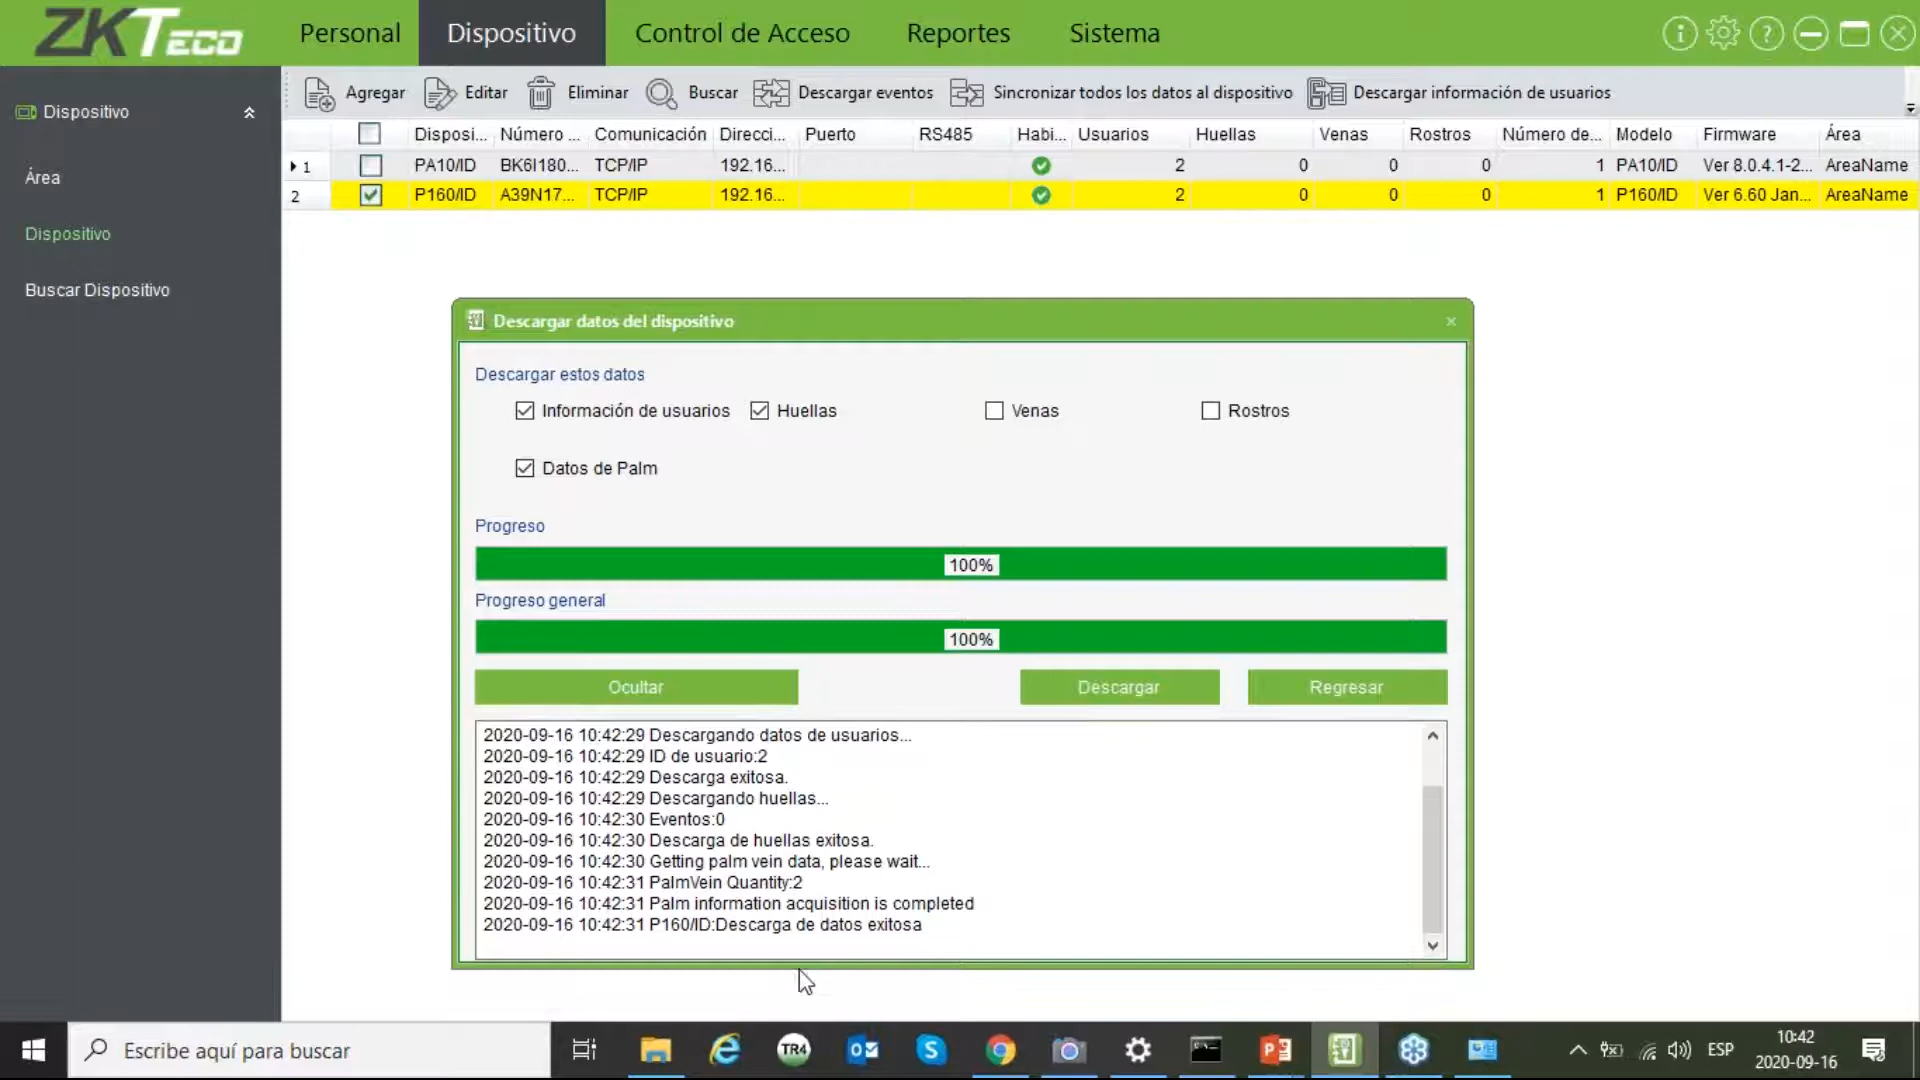 ZKTeco Personal Dispositivo Control de Acceso Reportes Sistema
Dispositivo
Área
Dispositivo
Buscar Dispositivo
Agregar Editar Eliminar Buscar Descargar eventos Sincronizar todos los datos al dispositivo Descargar información de usuarios
Disposi... Número ... Comunicación Direcci... Puerto RS485 Habi... Usuarios Huellas Venas Rostros Número de... Modelo Firmware Área
1 PA10/ID BK6I180... TCP/IP 192.16... 2 0 0 0 1 PA10/ID Ver 8.0.4.1-2... AreaName
2 P160/ID A39N17... TCP/IP 192.16... 2 0 0 0 1 P160/ID Ver 6.60 Jan... AreaName
Descargar datos del dispositivo
Descargar estos datos
Información de usuarios Huellas Venas Rostros
Datos de Palm
Progreso
100%
Progreso general
100%
Ocultar Descargar Regresar
2020-09-16 10:42:29 Descargando datos de usuarios...
2020-09-16 10:42:29 ID de usuario:2
2020-09-16 10:42:29 Descarga exitosa.
2020-09-16 10:42:29 Descargando huellas...
2020-09-16 10:42:30 Eventos:0
2020-09-16 10:42:30 Descarga de huellas exitosa.
2020-09-16 10:42:30 Getting palm vein data, please wait...
2020-09-16 10:42:31 PalmVein Quantity:2
2020-09-16 10:42:31 Palm information acquisition is completed
2020-09-16 10:42:31 P160/ID:Descarga de datos exitosa
Escribe aquí para buscar
TR4
ESP
10:42
2020-09-16